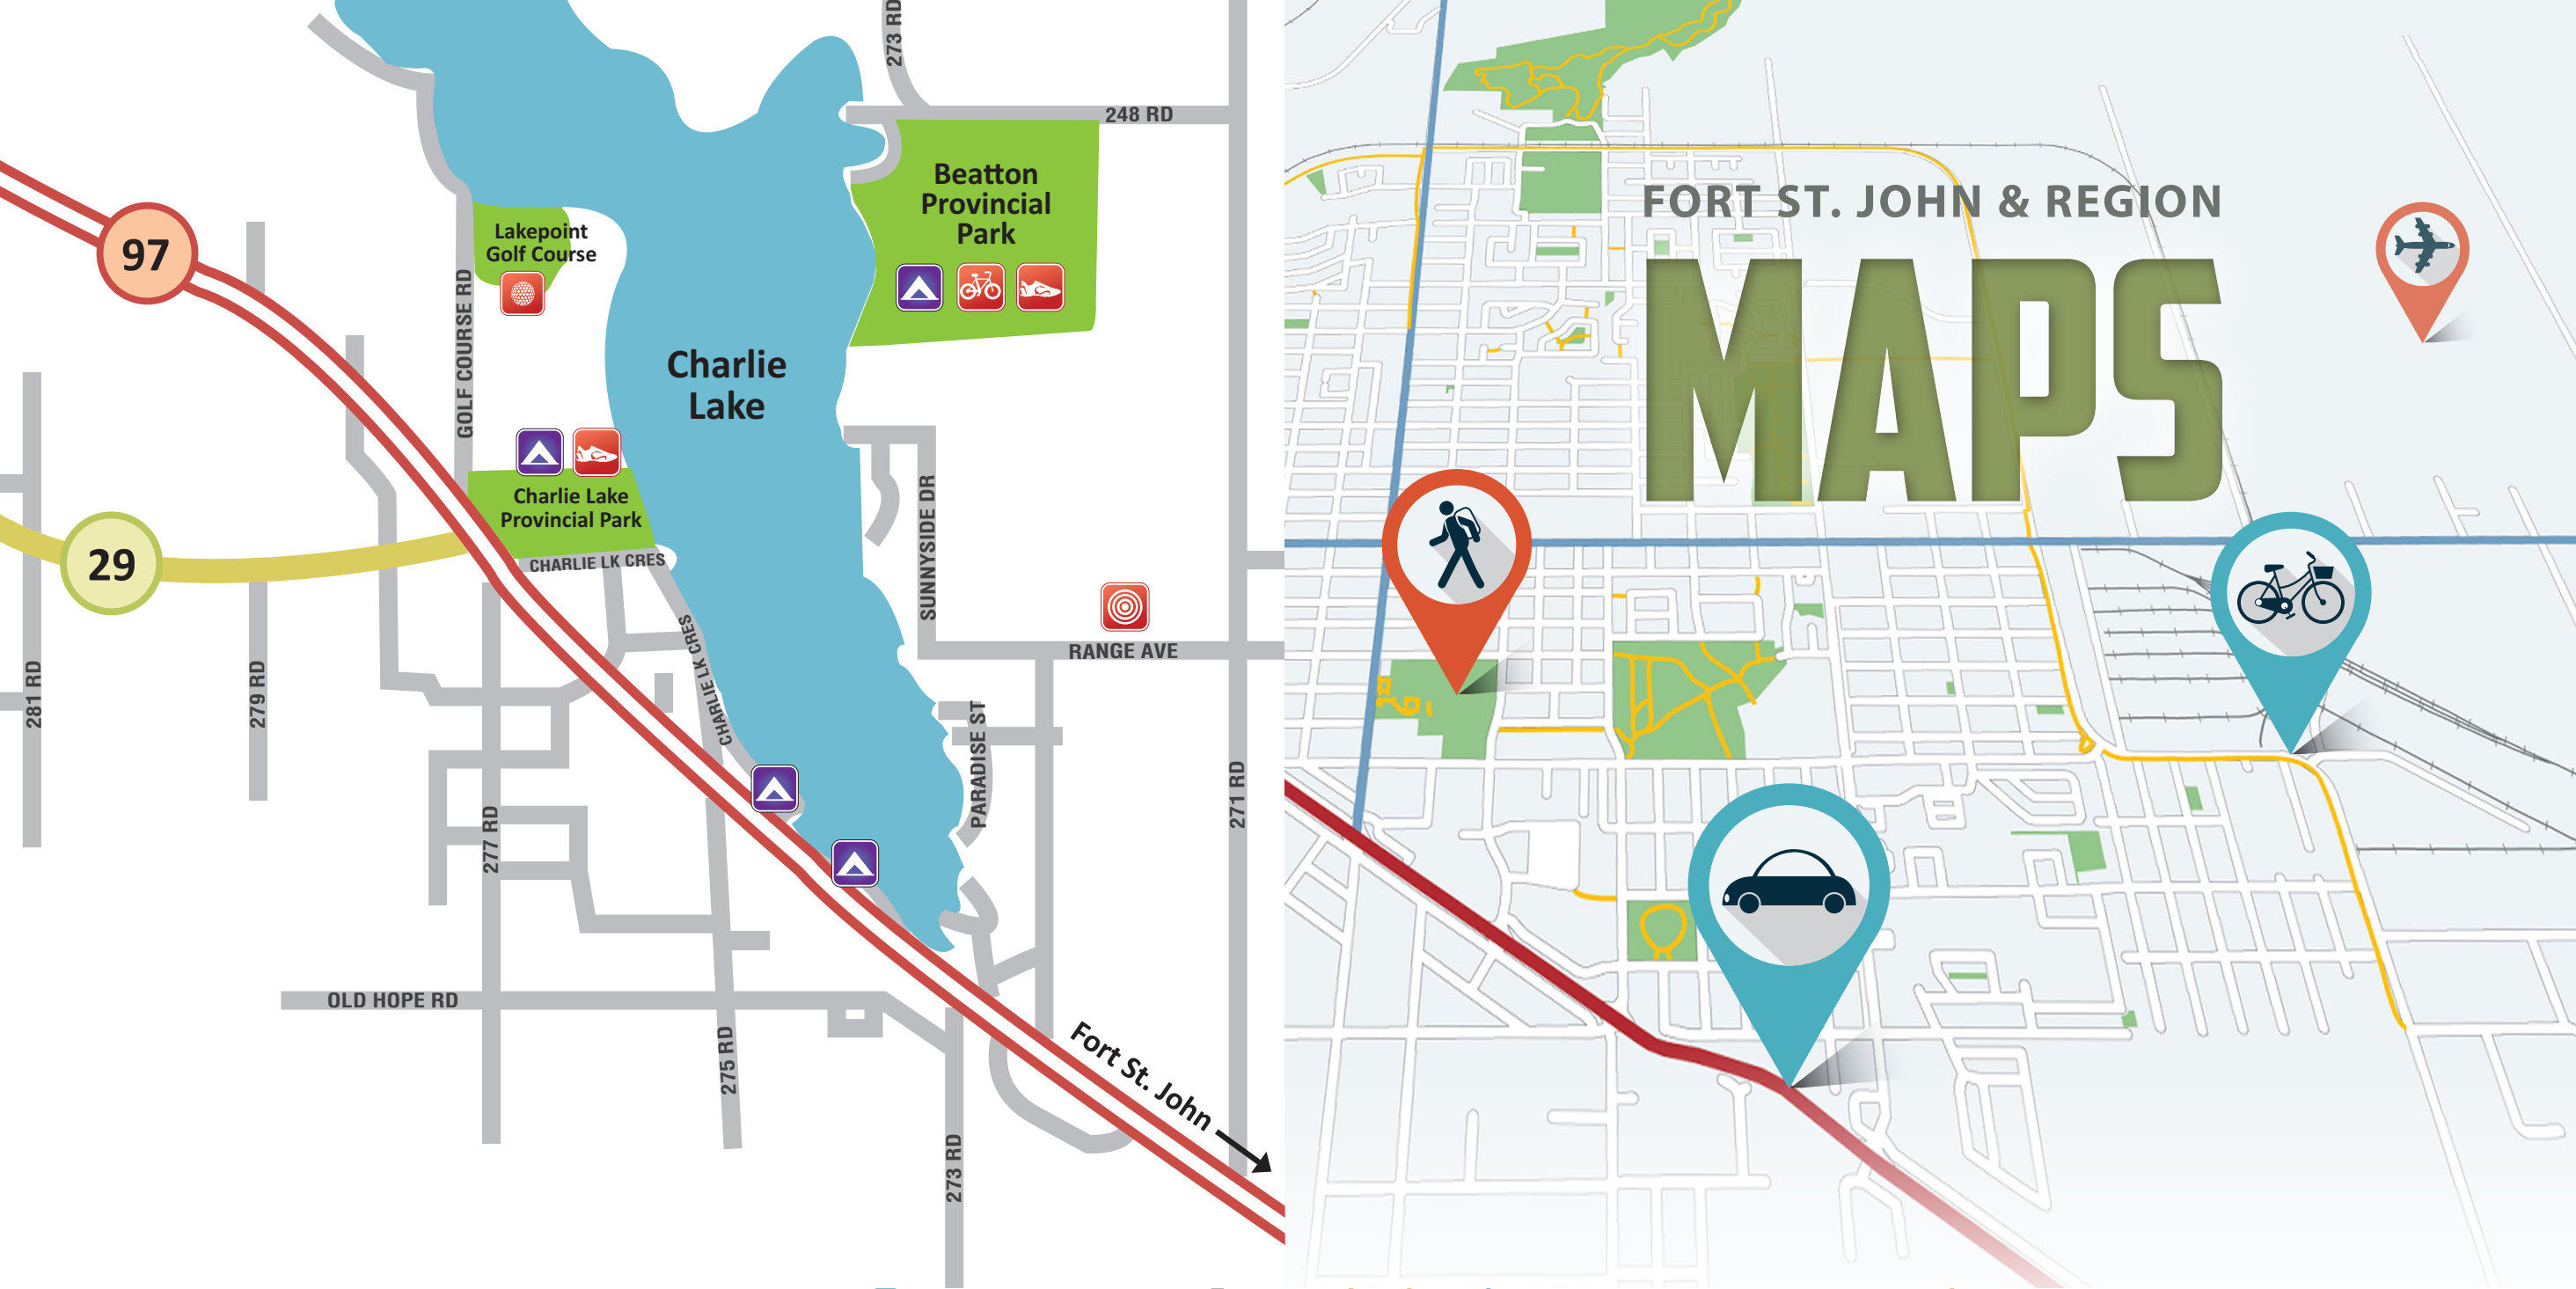 273 RD
248 RD
Beatton
Provincial
Park
Lakepoint
Golf Course
97
GOLF COURSE RD
Charlie
Lake
Charlie Lake
Provincial Park
29
CHARLIE LK CRES
SUNNYSIDE DR
CHARLIE LK CRES
RANGE AVE
281 RD
279 RD
PARADISE ST
277 RD
271 RD
OLD HOPE RD
275 RD
273 RD
Fort St. John
FORT ST. JOHN & REGION
MAPS